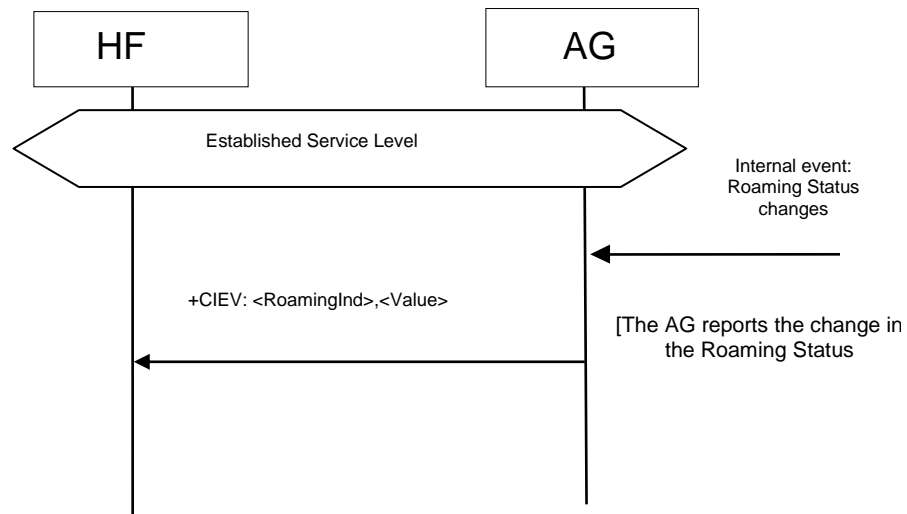 HF
AG
Established Service Level
Internal event:
Roaming Status
changes
+CIEV: <RoamingInd>,<Value>
[The AG reports the change in
the Roaming Status